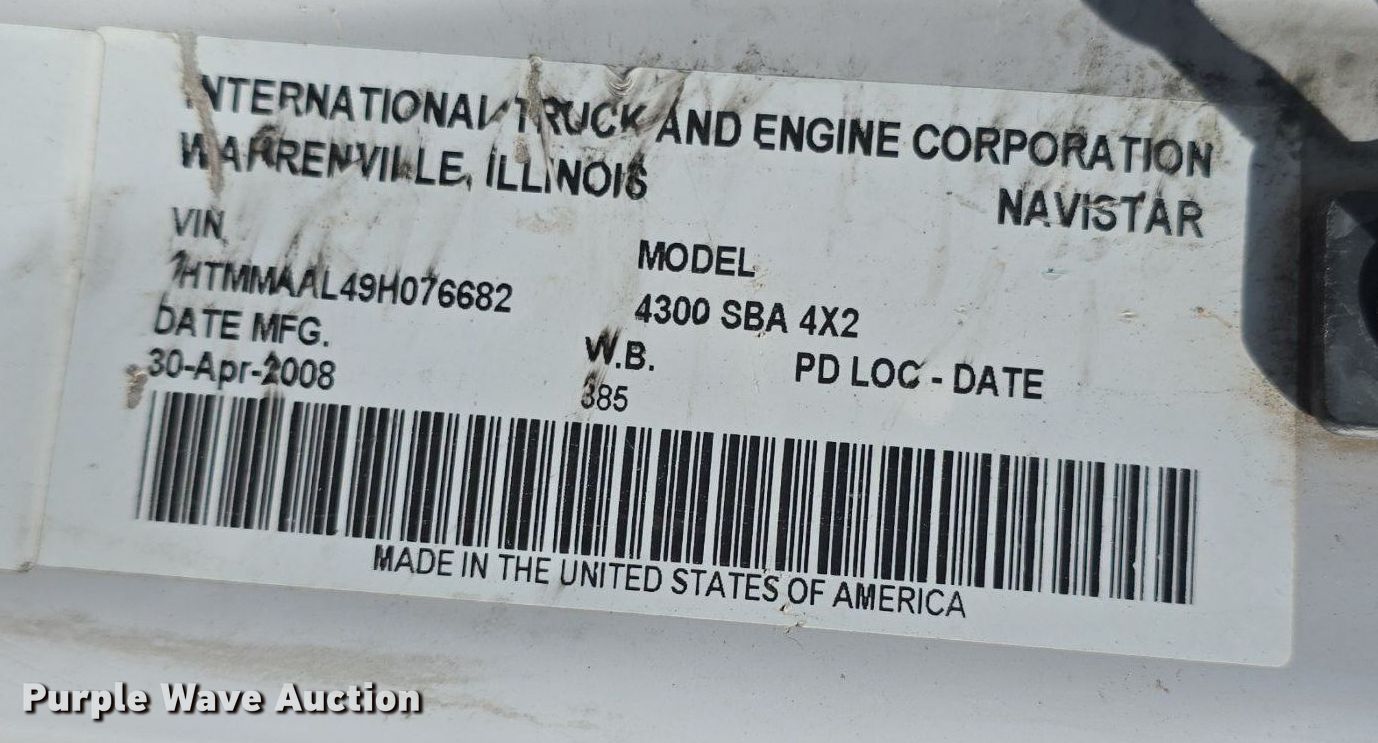 INTERNATIONAL TRUCK AND ENGINE CORPORATION
WARRENVILLE, ILLINOIS
NAVISTAR
VIN
1HTMMAAL49H076682
MODEL
4300 SBA 4X2
DATE MFG.
30-Apr-2008
W.B.
385
PD LOC - DATE
MADE IN THE UNITED STATES OF AMERICA
Purple Wave Auction